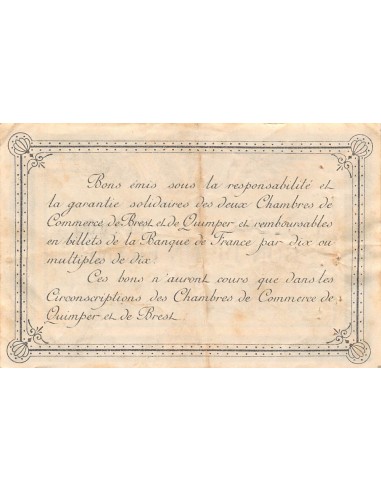 Bons émis sous la responsabilité et
la garantie solidaires des deux Chambres de
Commerce de Brest et de Quimper et remboursables
en billets de la Banque de France par dix ou
multiples de dix.
Ces bons n'auront cours que dans les
Circonscriptions des Chambres de Commerce de
Quimper et de Brest.